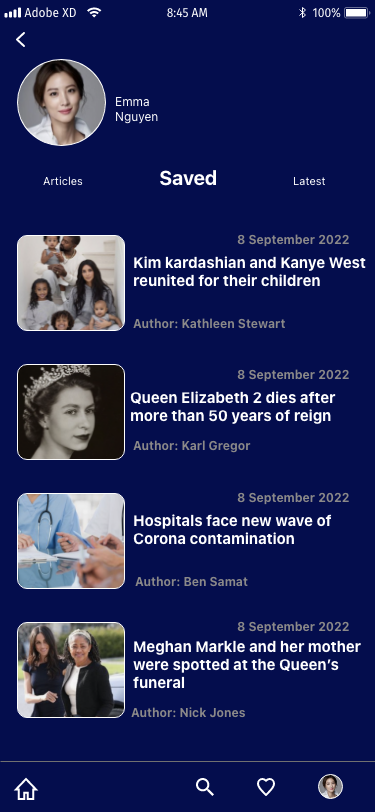 Adobe XD
8:45 AM
100%
Emma
Nguyen
Articles
Saved
Latest
8 September 2022
Kim kardashian and Kanye West
reunited for their children
Author: Kathleen Stewart
8 September 2022
Queen Elizabeth 2 dies after
more than 50 years of reign
Author: Karl Gregor
8 September 2022
Hospitals face new wave of
Corona contamination
Author: Ben Samat
8 September 2022
Meghan Markle and her mother
were spotted at the Queen’s
funeral
Author: Nick Jones